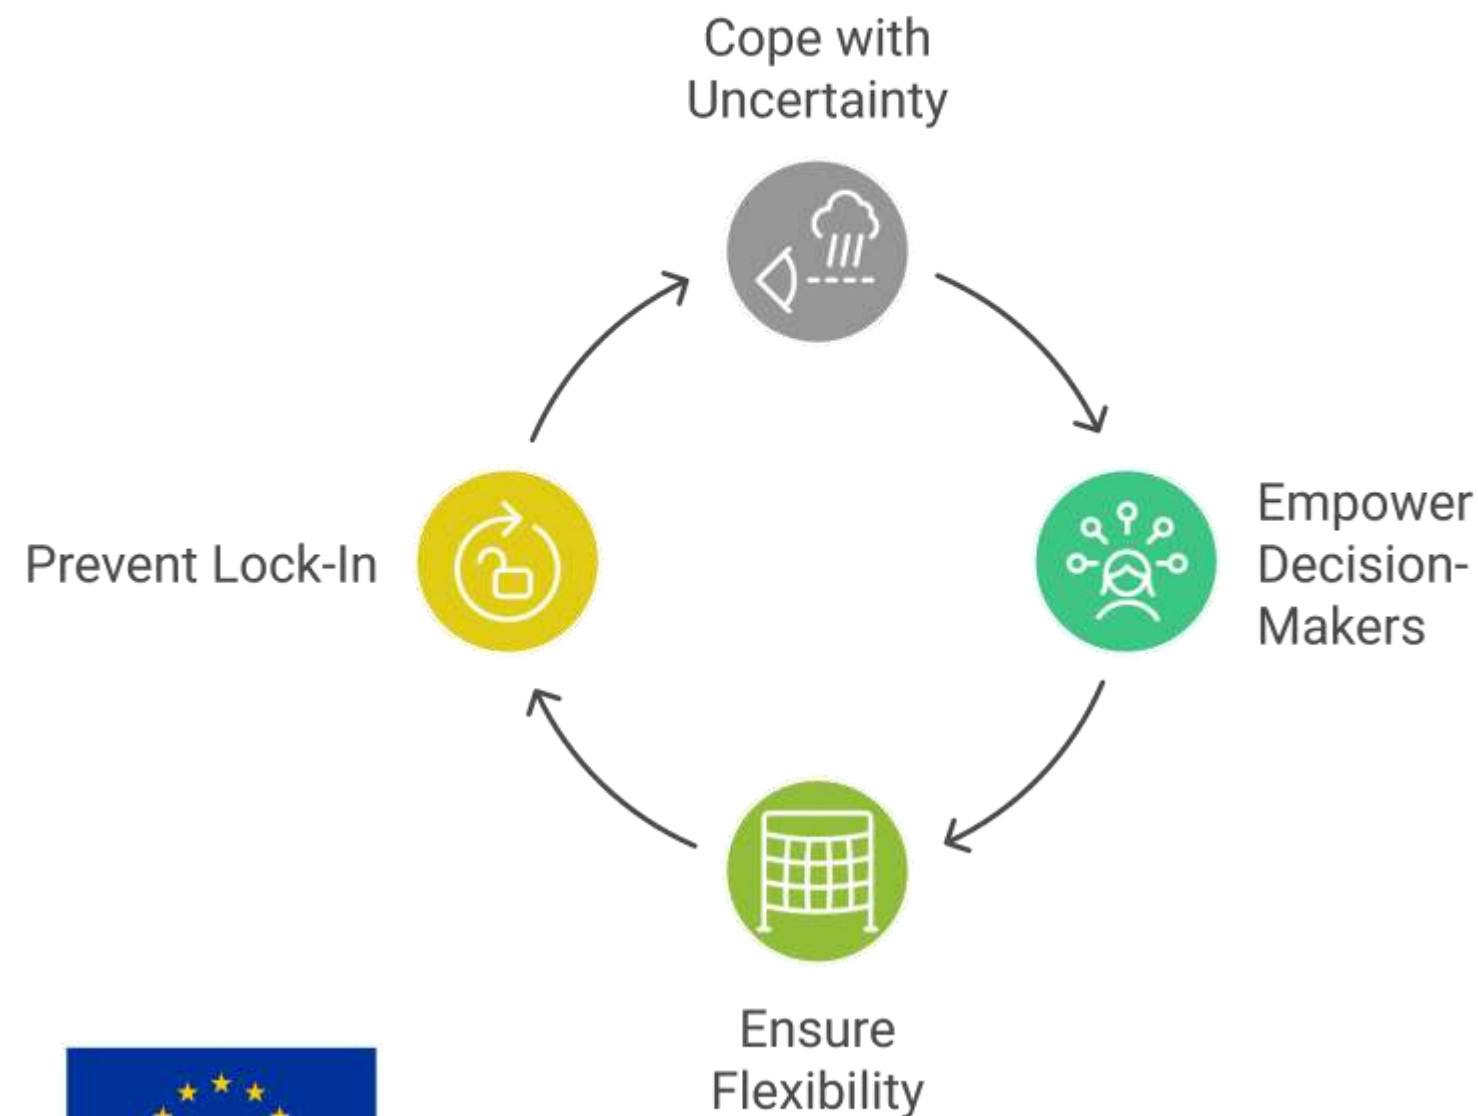 Cope with
Uncertainty
Empower
Decision-
Makers
Prevent Lock-In
Ensure
Flexibility